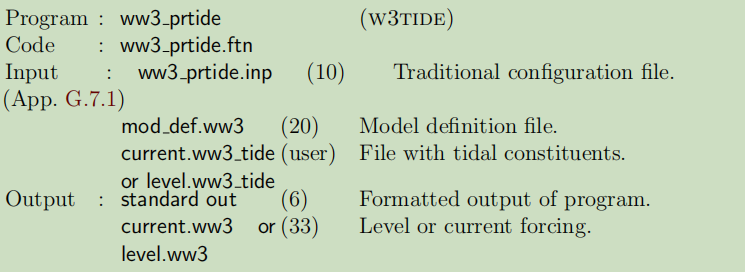 Program : ww3_prtide (W3TIDE)
Code : ww3_prtide.ftn
Input : ww3_prtide.inp (10) Traditional configuration file.
(App. G.7.1)
mod_def.ww3 (20) Model definition file.
current.ww3_tide (user) File with tidal constituents.
or level.ww3_tide
Output : standard out (6) Formatted output of program.
current.ww3 or (33) Level or current forcing.
level.ww3